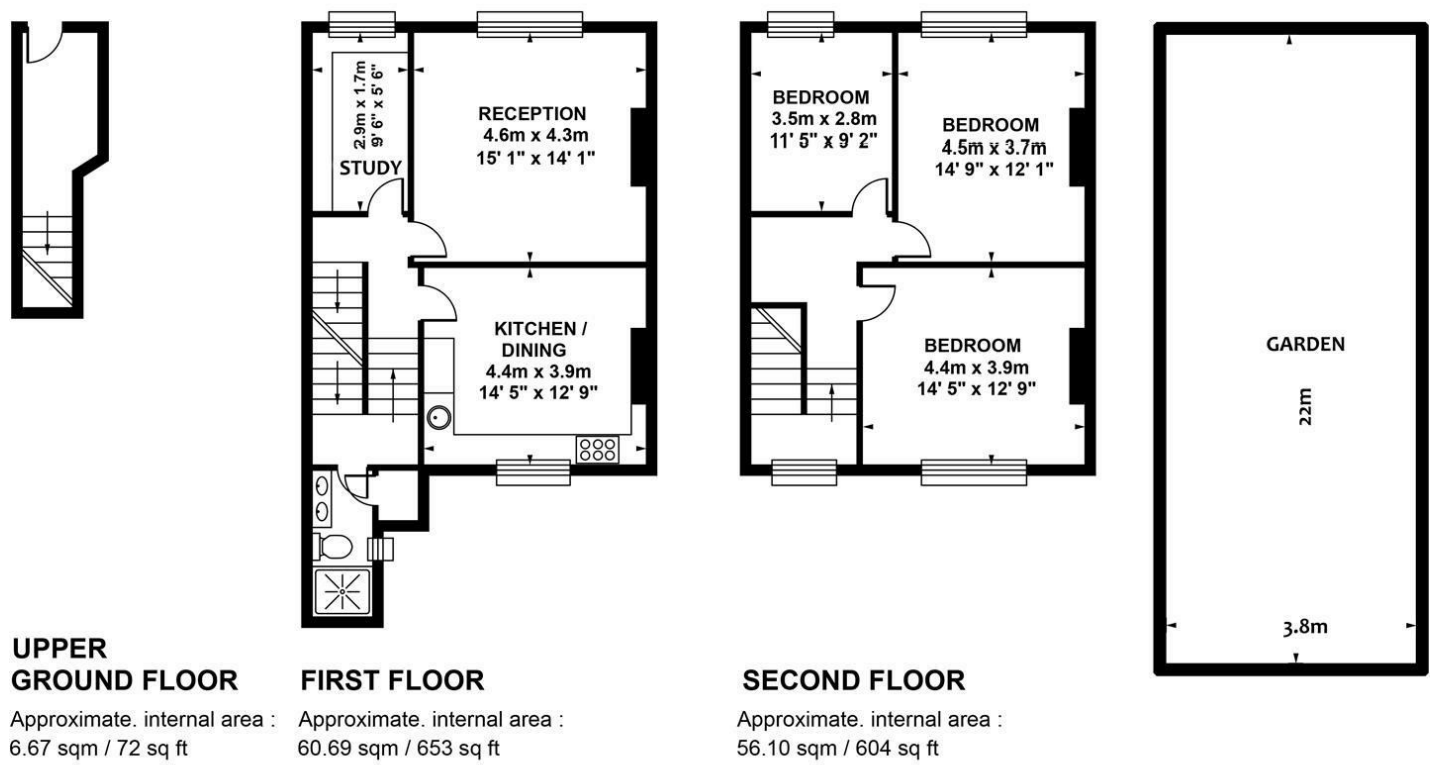 2.9m x 1.7m
9' 6" x 5' 6"
STUDY
RECEPTION
4.6m x 4.3m
15' 1" x 14' 1"
KITCHEN /
DINING
4.4m x 3.9m
14' 5" x 12' 9"
BEDROOM
3.5m x 2.8m
11' 5" x 9' 2"
BEDROOM
4.5m x 3.7m
14' 9" x 12' 1"
BEDROOM
4.4m x 3.9m
14' 5" x 12' 9"
GARDEN
22m
3.8m
UPPER
GROUND FLOOR
Approximate. internal area :
6.67 sqm / 72 sq ft
FIRST FLOOR
Approximate. internal area :
60.69 sqm / 653 sq ft
SECOND FLOOR
Approximate. internal area :
56.10 sqm / 604 sq ft